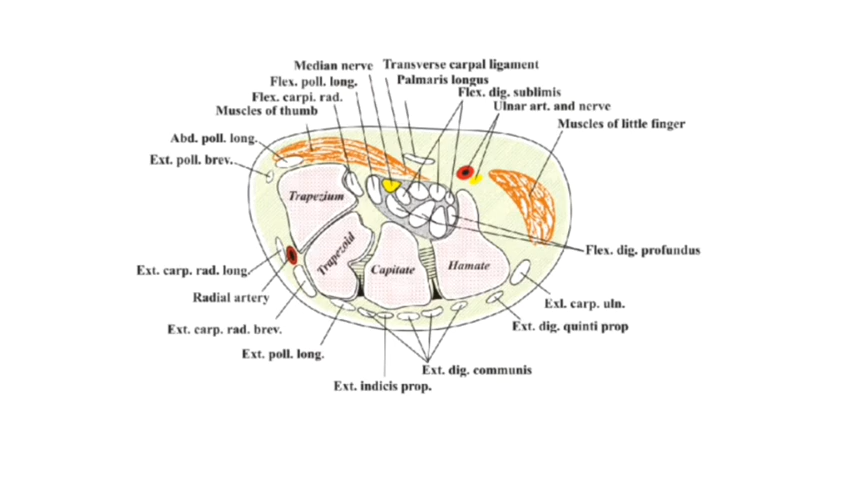 Median nerve
Transverse carpal ligament
Flex. poll. long.
Palmaris longus
Flex. carpi. rad.
Flex. dig. sublimis
Muscles of thumb
Ulnar art. and nerve
Muscles of little finger
Abd. poll. long.
Ext. poll. brev..
Trapezium
Trapezoid
Capitate
Hamate
Flex. dig. profundus
Ext. carp. rad. long.
Radial artery
Exl. carp. uln.
Ext. carp. rad. brev.
Ext. dig. quinti prop
Ext. poll. long.
Ext. dig. communis
Ext. indicis prop.